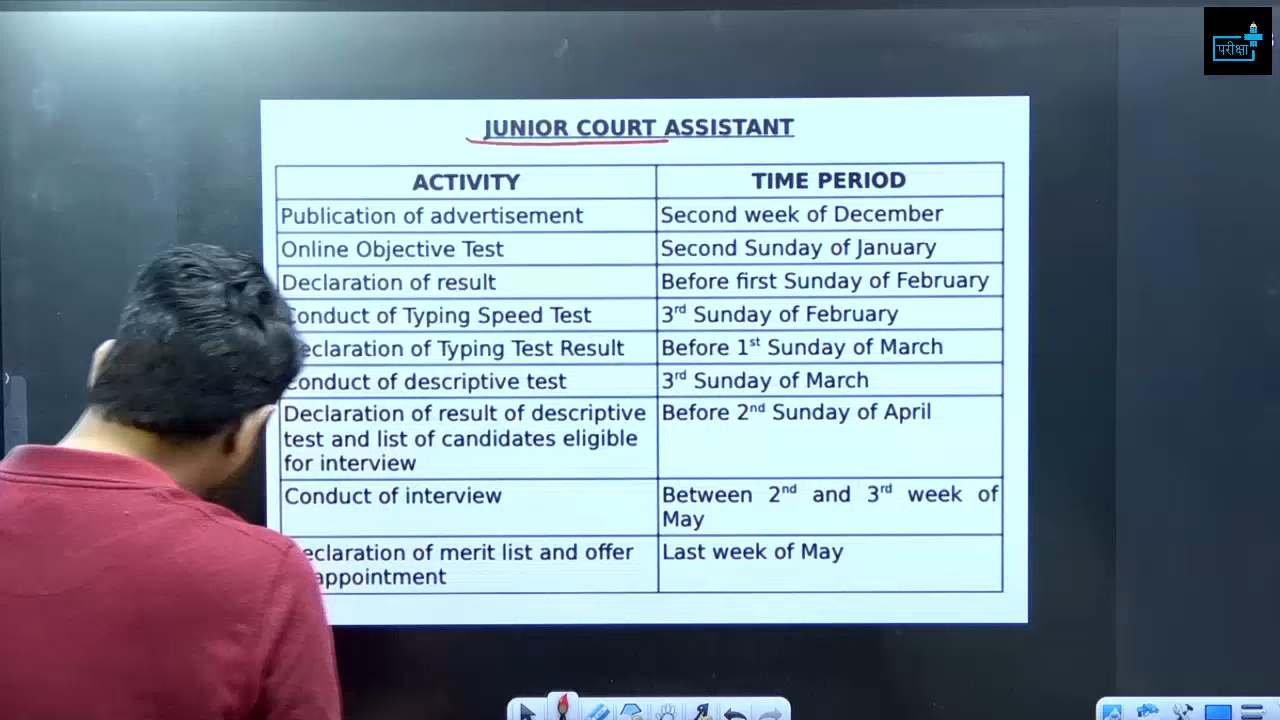 परीक्षा
JUNIOR COURT ASSISTANT
ACTIVITY TIME PERIOD
Publication of advertisement Second week of December
Online Objective Test Second Sunday of January
Declaration of result Before first Sunday of February
Conduct of Typing Speed Test 3rd Sunday of February
eclaration of Typing Test Result Before 1st Sunday of March
Conduct of descriptive test 3rd Sunday of March
Declaration of result of descriptive Before 2nd Sunday of April
test and list of candidates eligible
for interview
Conduct of interview Between 2nd and 3rd week of
May
eclaration of merit list and offer Last week of May
appointment